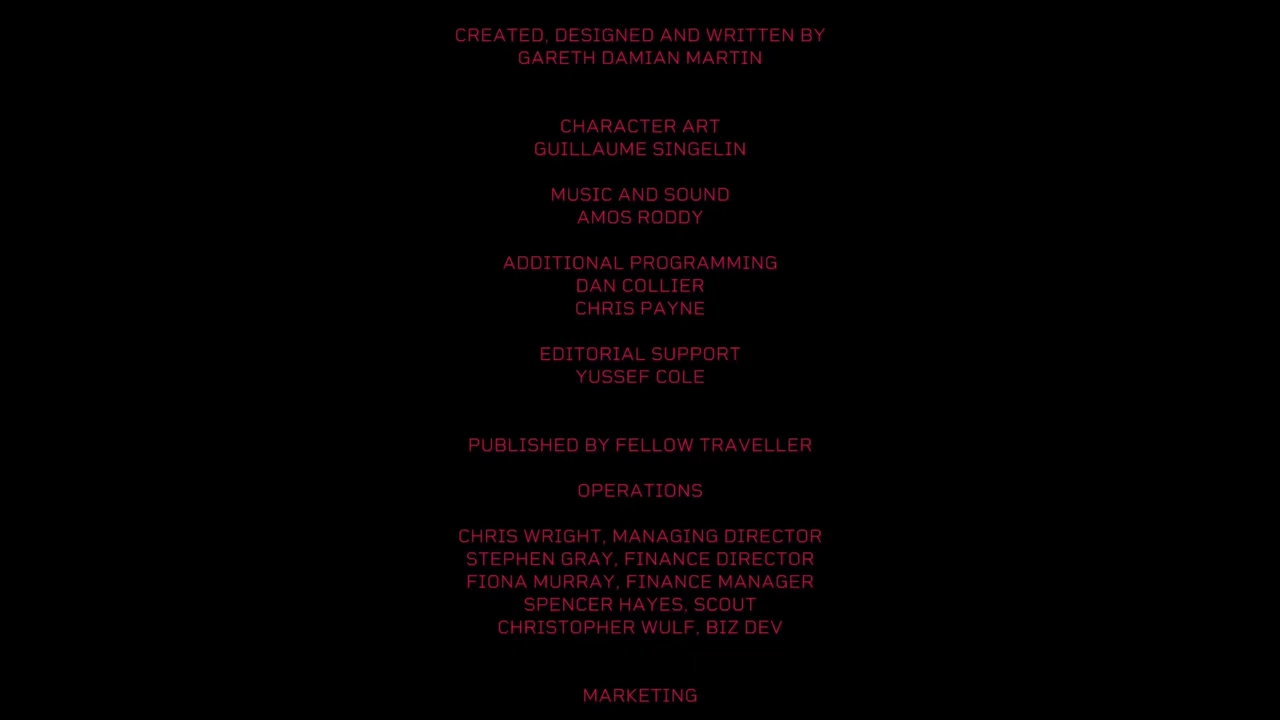 CREATED, DESIGNED AND WRITTEN BY
GARETH DAMIAN MARTIN
CHARACTER ART
GUILLAUME SINGELIN
MUSIC AND SOUND
AMOS RODDY
ADDITIONAL PROGRAMMING
DAN COLLIER
CHRIS PAYNE
EDITORIAL SUPPORT
YUSSEF COLE
PUBLISHED BY FELLOW TRAVELLER
OPERATIONS
CHRIS WRIGHT, MANAGING DIRECTOR
STEPHEN GRAY, FINANCE DIRECTOR
FIONA MURRAY, FINANCE MANAGER
SPENCER HAYES, SCOUT
CHRISTOPHER WULF, BIZ DEV
MARKETING